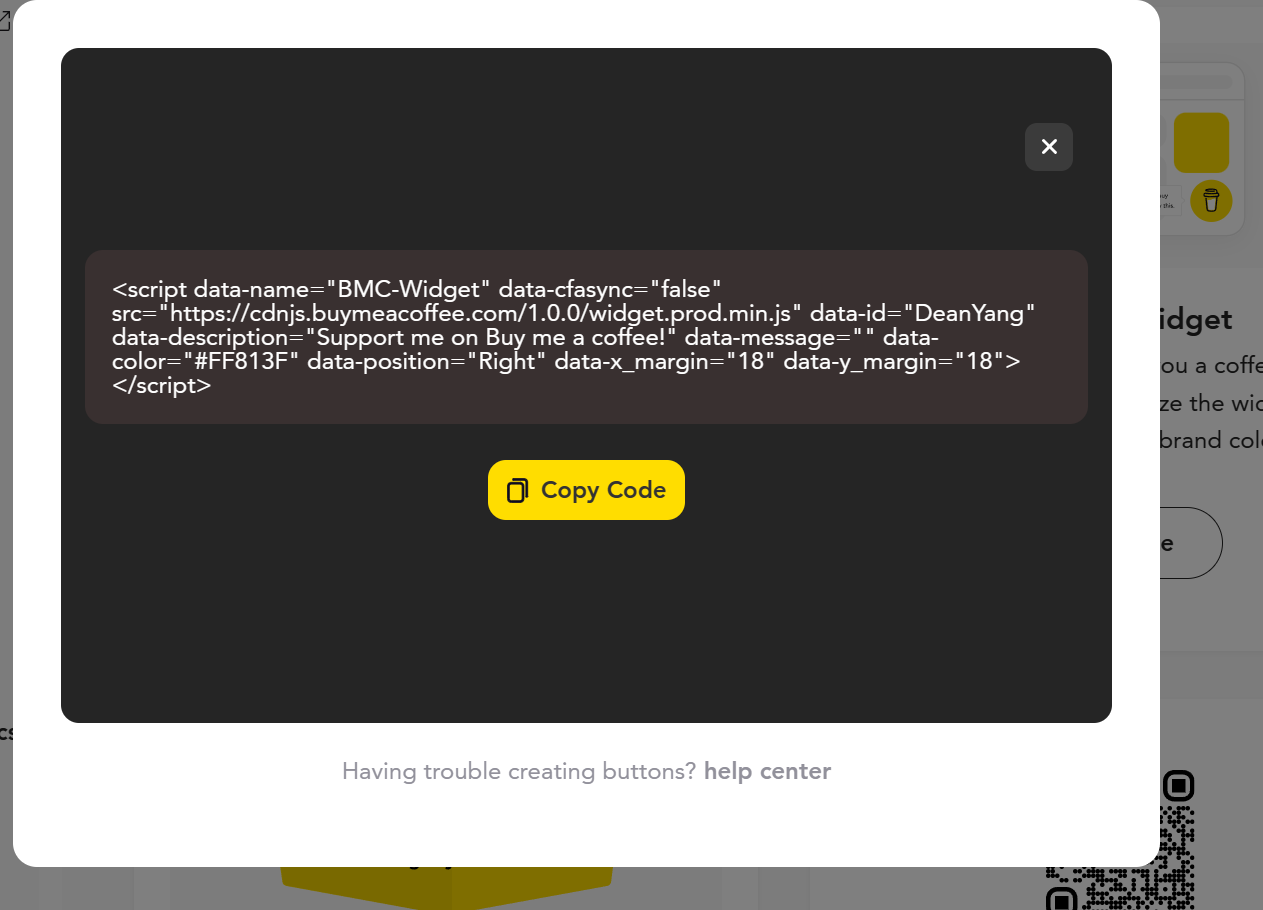 <script data-name="BMC-Widget" data-cfasync="false"
src="https://cdnjs.buymeacoffee.com/1.0.0/widget.prod.min.js" data-id="DeanYang"
data-description="Support me on Buy me a coffee!" data-message="" data-
color="#FF813F" data-position="Right" data-x_margin="18" data-y_margin="18">
</script>
Copy Code
Having trouble creating buttons? help center
this.
idget
ou a coffe
ze the wid
brand col
e
cs